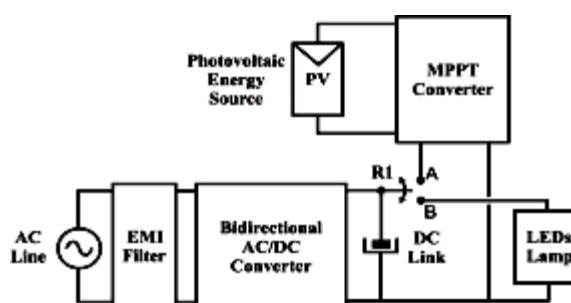 Photovoltaic
Energy
Source
PV
MPPT
Converter
R1
A
B
AC
Line
EMI
Filter
Bidirectional
AC/DC
Converter
DC
Link
LEDs
Lamp